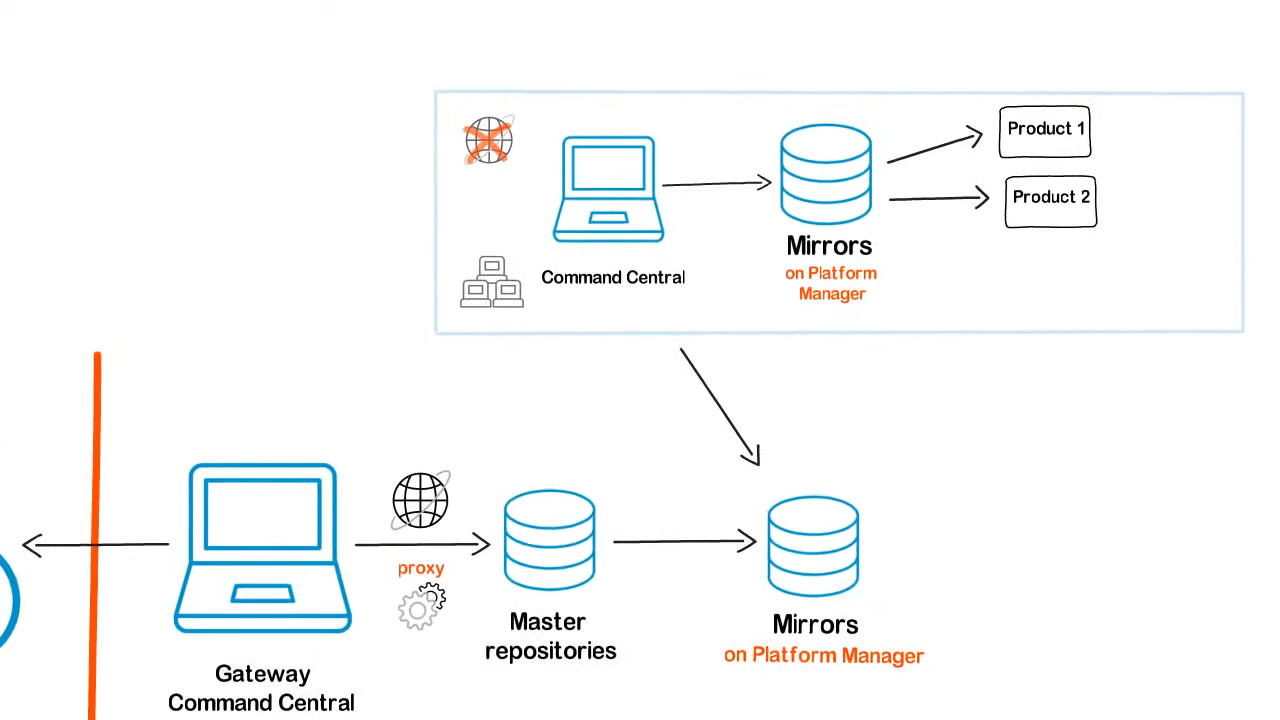 Product 1
Product 2
Mirrors
on Platform
Manager
Command Central
proxy
Master
repositories
Mirrors
on Platform Manager
Gateway
Command Central